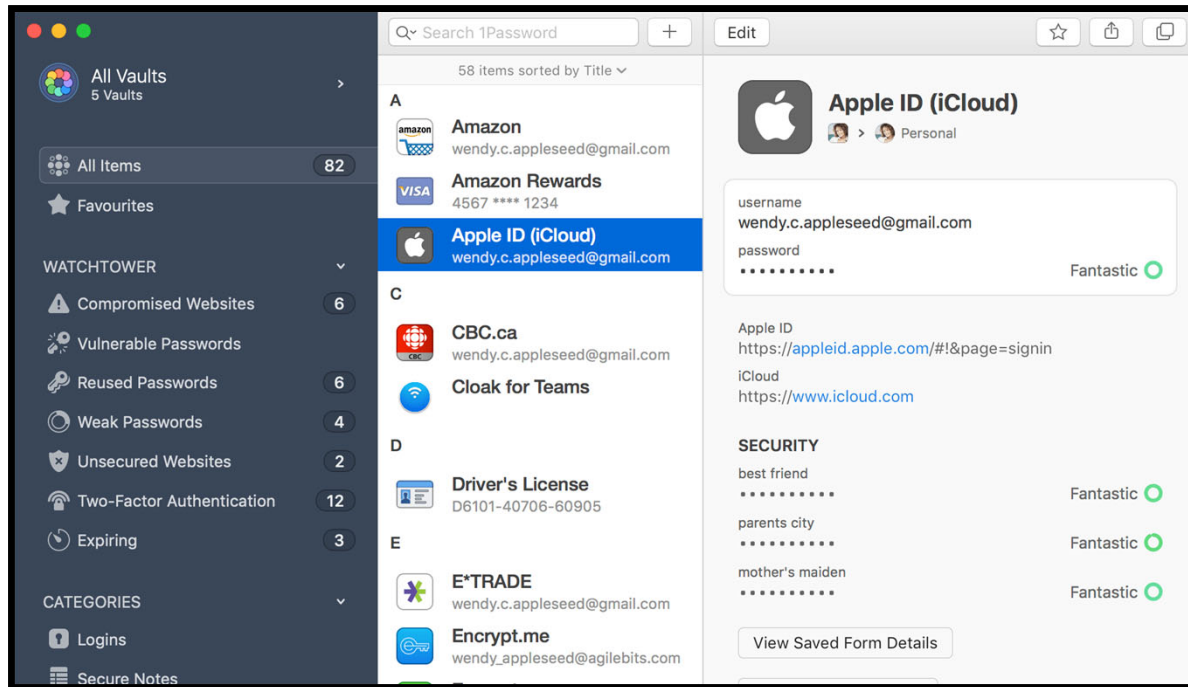 All Vaults
5 Vaults
All Items 82
Favourites
WATCHTOWER
Compromised Websites 6
Vulnerable Passwords
Reused Passwords 6
Weak Passwords 4
Unsecured Websites 2
Two-Factor Authentication 12
Expiring 3
CATEGORIES
Logins
Secure Notes
Search 1Password
58 items sorted by Title
A
amazon
Amazon
wendy.c.appleseed@gmail.com
VISA
Amazon Rewards
4567 **** 1234
Apple ID (iCloud)
wendy.c.appleseed@gmail.com
C
CBC
CBC.ca
wendy.c.appleseed@gmail.com
Cloak for Teams
D
Driver's License
D6101-40706-60905
E
E*TRADE
wendy.c.appleseed@gmail.com
Encrypt.me
wendy_appleseed@agilebits.com
Edit
Apple ID (iCloud)
Personal
username
wendy.c.appleseed@gmail.com
password
•••••••••• Fantastic
Apple ID
https://appleid.apple.com/#!&page=signin
iCloud
https://www.icloud.com
SECURITY
best friend
•••••••••• Fantastic
parents city
•••••••••• Fantastic
mother's maiden
•••••••••• Fantastic
View Saved Form Details